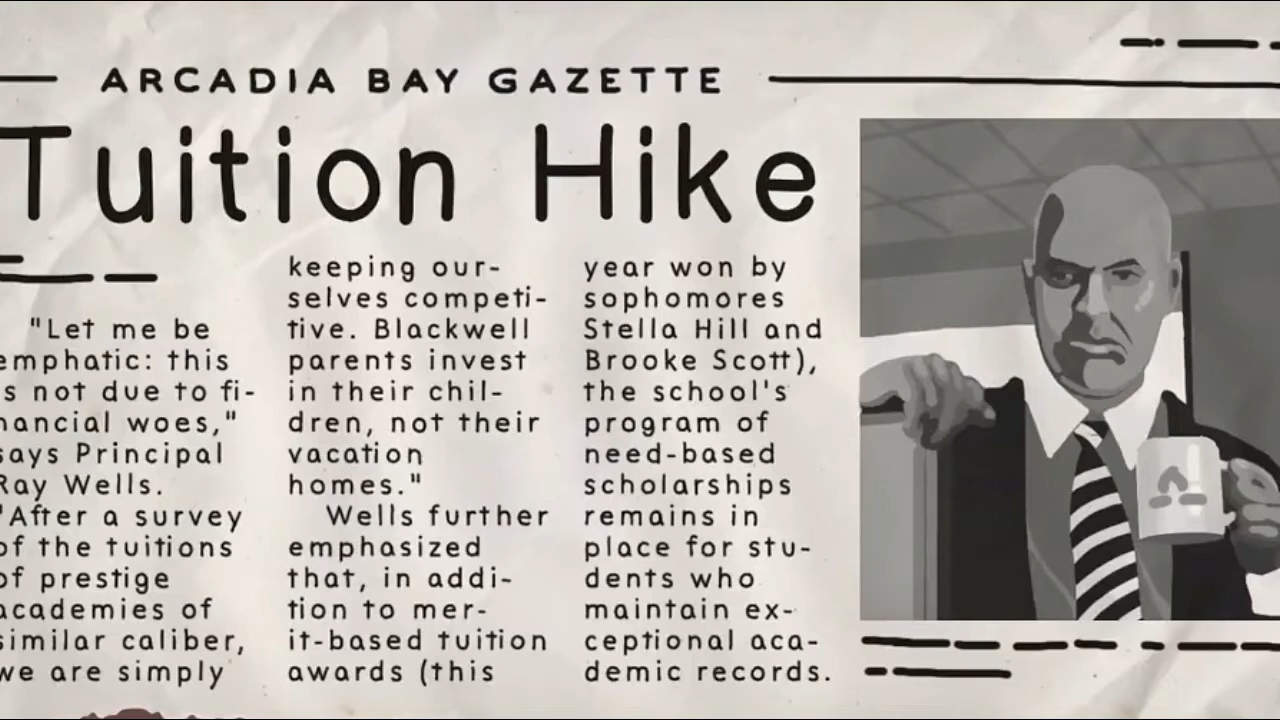 ARCADIA BAY GAZETTE
Tuition Hike
"Let me be
emphatic: this
is not due to fi-
nancial woes,"
says Principal
Ray Wells.
"After a survey
of the tuitions
of prestige
academies of
similar caliber,
we are simply
keeping our-
selves competi-
tive. Blackwell
parents invest
in their chil-
dren, not their
vacation
homes."
Wells further
emphasized
that, in addi-
tion to mer-
it-based tuition
awards (this
year won by
sophomores
Stella Hill and
Brooke Scott),
the school's
program of
need-based
scholarships
remains in
place for stu-
dents who
maintain ex-
ceptional aca-
demic records.